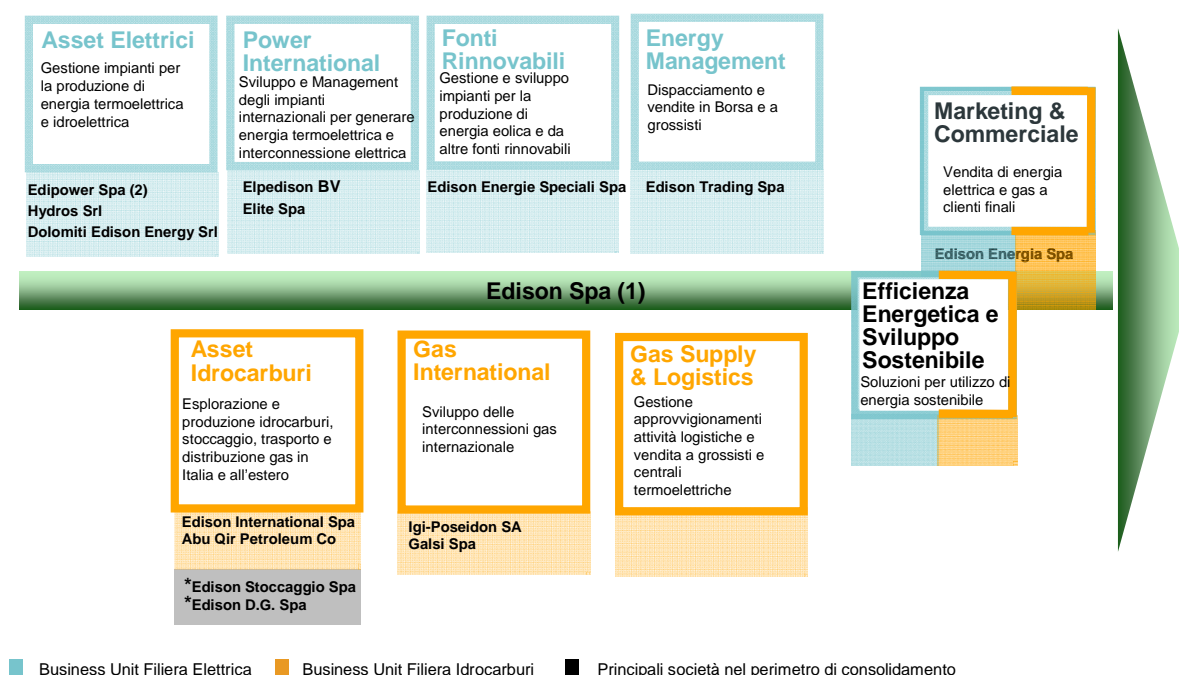 Asset Elettrici
Gestione impianti per
la produzione di
energia termoelettrica
e idroelettrica
Edipower Spa (2)
Hydros Srl
Dolomiti Edison Energy Srl
Power
International
Sviluppo e Management
degli impianti
internazionali per generare
energia termoelettrica e
interconnessione elettrica
Elpedison BV
Elite Spa
Fonti
Rinnovabili
Gestione e sviluppo
impianti per la
produzione di
energia eolica e da
altre fonti rinnovabili
Edison Energie Speciali Spa
Energy
Management
Dispacciamento e
vendite in Borsa e a
grossisti
Edison Trading Spa
Marketing &
Commerciale
Vendita di energia
elettrica e gas a
clienti finali
Edison Energia Spa
Edison Spa (1)
Efficienza
Energetica e
Sviluppo
Sostenibile
Soluzioni per utilizzo di
energia sostenibile
Asset
Idrocarburi
Esplorazione e
produzione idrocarburi,
stoccaggio, trasporto e
distribuzione gas in
Italia e all'estero
Edison International Spa
Abu Qir Petroleum Co
*Edison Stoccaggio Spa
*Edison D.G. Spa
Gas
International
Sviluppo delle
interconnessioni gas
internazionale
Igi-Poseidon SA
Galsi Spa
Gas Supply
& Logistics
Gestione
approvvigionamenti
attività logistiche e
vendita a grossisti e
centrali
termoelettriche
Business Unit Filiera Elettrica
Business Unit Filiera Idrocarburi
Principali società nel perimetro di consolidamento